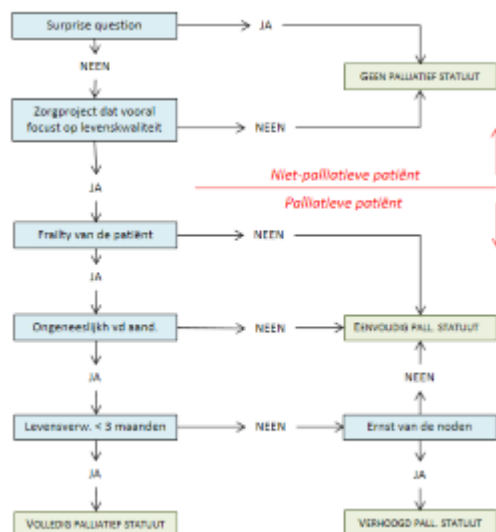 Surprise question
JA
NEEN
GEEN PALLIATIEF STATUUT
Zorgproject dat vooral
focust op levenskwaliteit
NEEN
JA
Niet-palliatieve patiënt
Palliatieve patiënt
Frailty van de patiënt
NEEN
JA
Ongeneeslijkh vd aand.
NEEN
EENVOUDIG PALL. STATUUT
JA
NEEN
Levensverw. < 3 maanden
NEEN
Ernst van de noden
JA
JA
VOLLEDIG PALLIATIEF STATUUT
VERHOOGD PALL. STATUUT